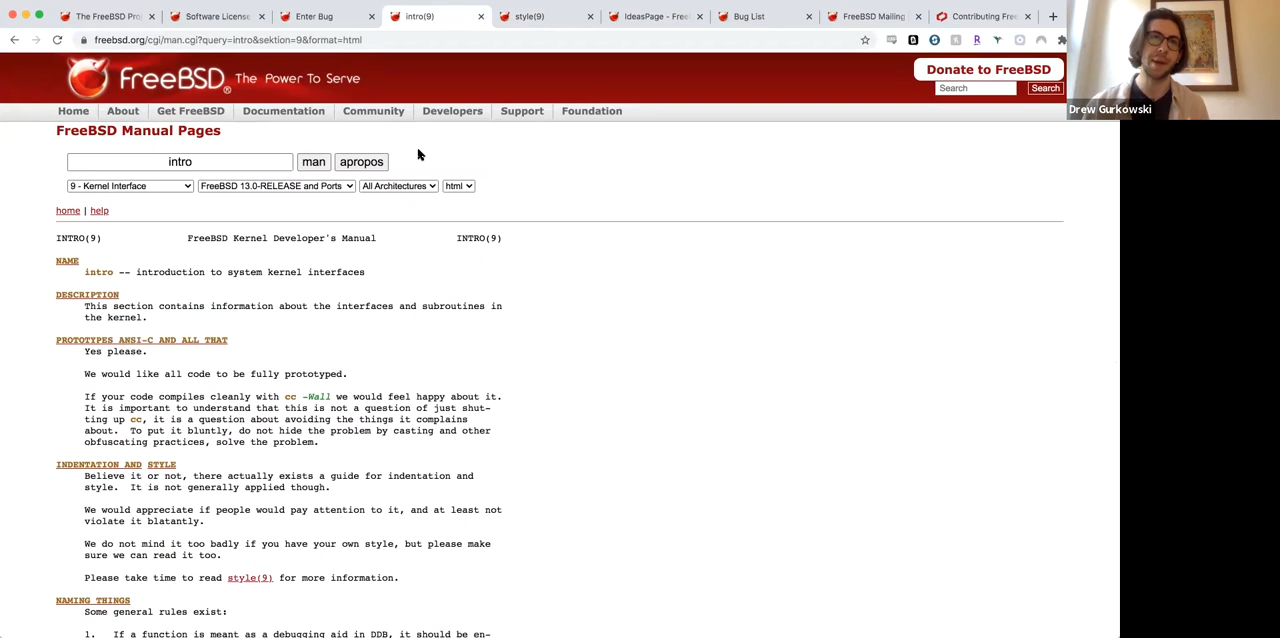 The FreeBSD Pro
Software License
Enter Bug
intro(9)
style(9)
IdeasPage - Free
Bug List
FreeBSD Mailing
Contributing Free
freebsd.org/cgi/man.cgi?query=intro&sektion=9&format=html
FreeBSD® The Power To Serve
Donate to FreeBSD
Search Search
Drew Gurkowski
Home About Get FreeBSD Documentation Community Developers Support Foundation
FreeBSD Manual Pages
intro man apropos
9 - Kernel Interface FreeBSD 13.0-RELEASE and Ports All Architectures html
home | help
INTRO(9) FreeBSD Kernel Developer's Manual INTRO(9)
NAME
intro -- introduction to system kernel interfaces
DESCRIPTION
This section contains information about the interfaces and subroutines in
the kernel.
PROTOTYPES ANSI-C AND ALL THAT
Yes please.
We would like all code to be fully prototyped.
If your code compiles cleanly with cc -Wall we would feel happy about it.
It is important to understand that this is not a question of just shut-
ting up cc, it is a question about avoiding the things it complains
about. To put it bluntly, do not hide the problem by casting and other
obfuscating practices, solve the problem.
INDENTATION AND STYLE
Believe it or not, there actually exists a guide for indentation and
style. It is not generally applied though.
We would appreciate if people would pay attention to it, and at least not
violate it blatantly.
We do not mind it too badly if you have your own style, but please make
sure we can read it too.
Please take time to read style(9) for more information.
NAMING THINGS
Some general rules exist:
1. If a function is meant as a debugging aid in DDB, it should be en-